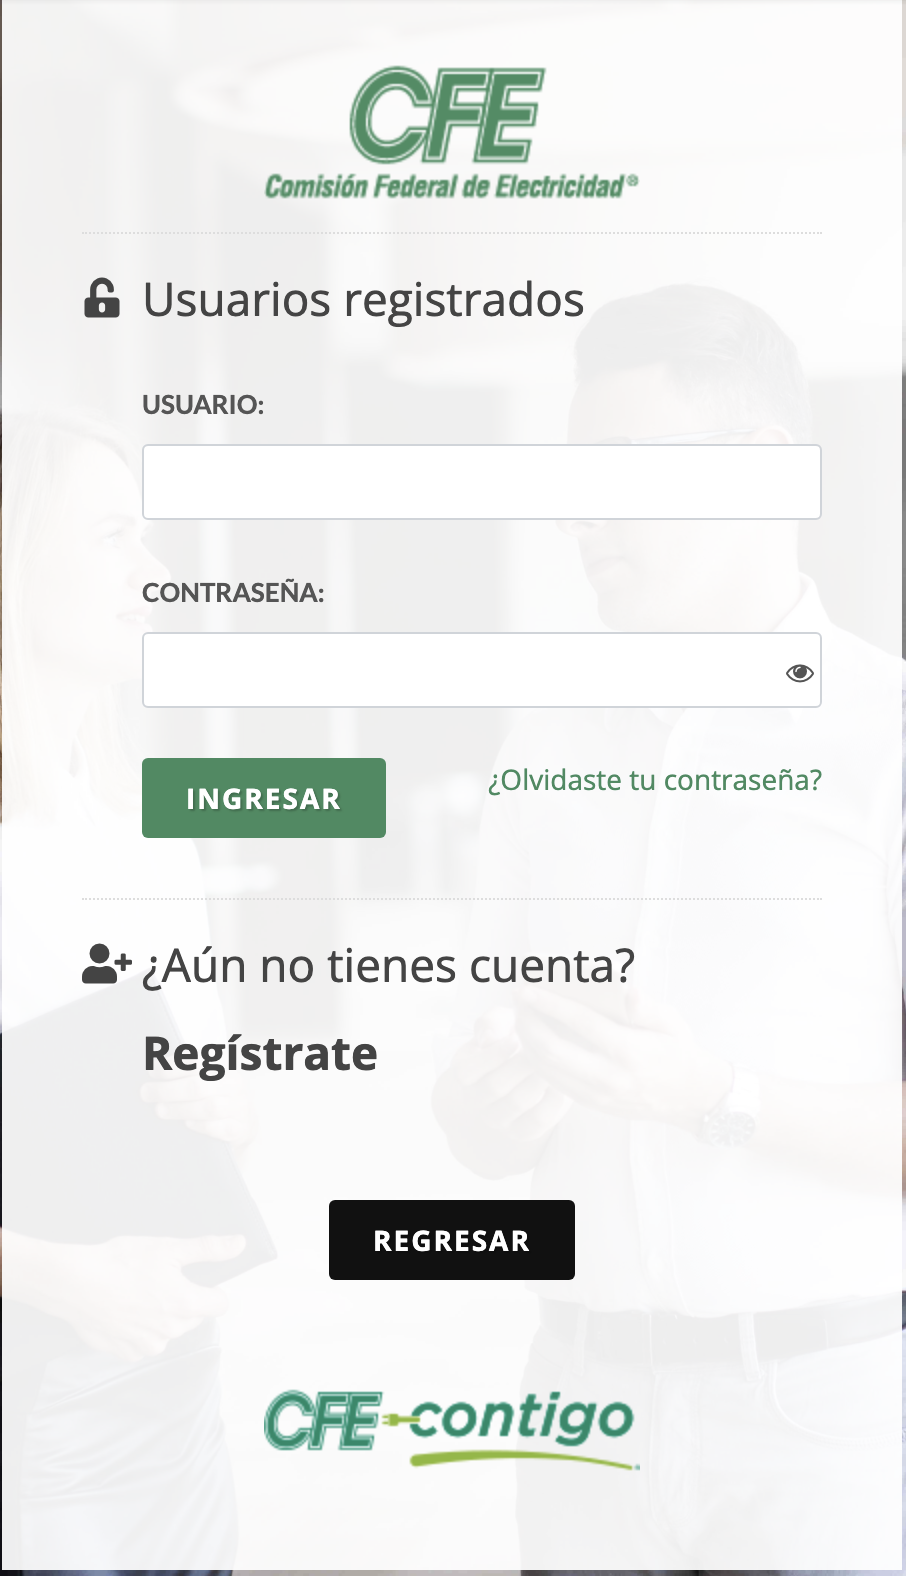 CFE
Comisión Federal de Electricidad®
Usuarios registrados
USUARIO:
CONTRASEÑA:
INGRESAR
¿Olvidaste tu contraseña?
¿Aún no tienes cuenta?
Regístrate
REGRESAR
CFE contigo